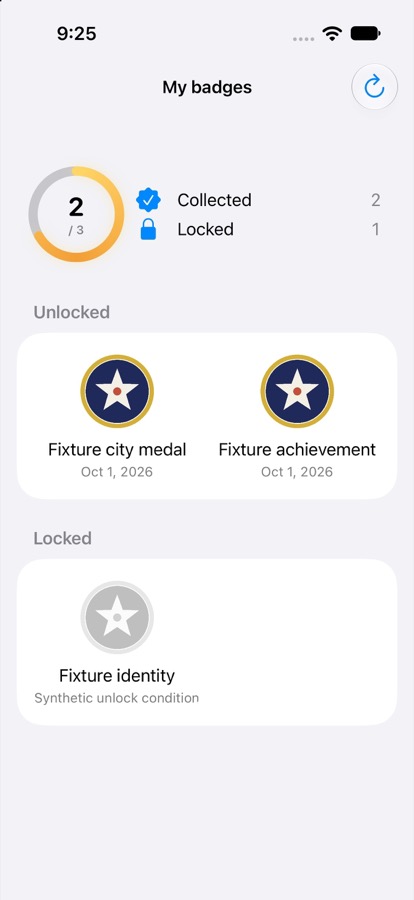 9:25
My badges
2
/ 3
Collected 2
Locked 1
Unlocked
Fixture city medal
Oct 1, 2026
Fixture achievement
Oct 1, 2026
Locked
Fixture identity
Synthetic unlock condition